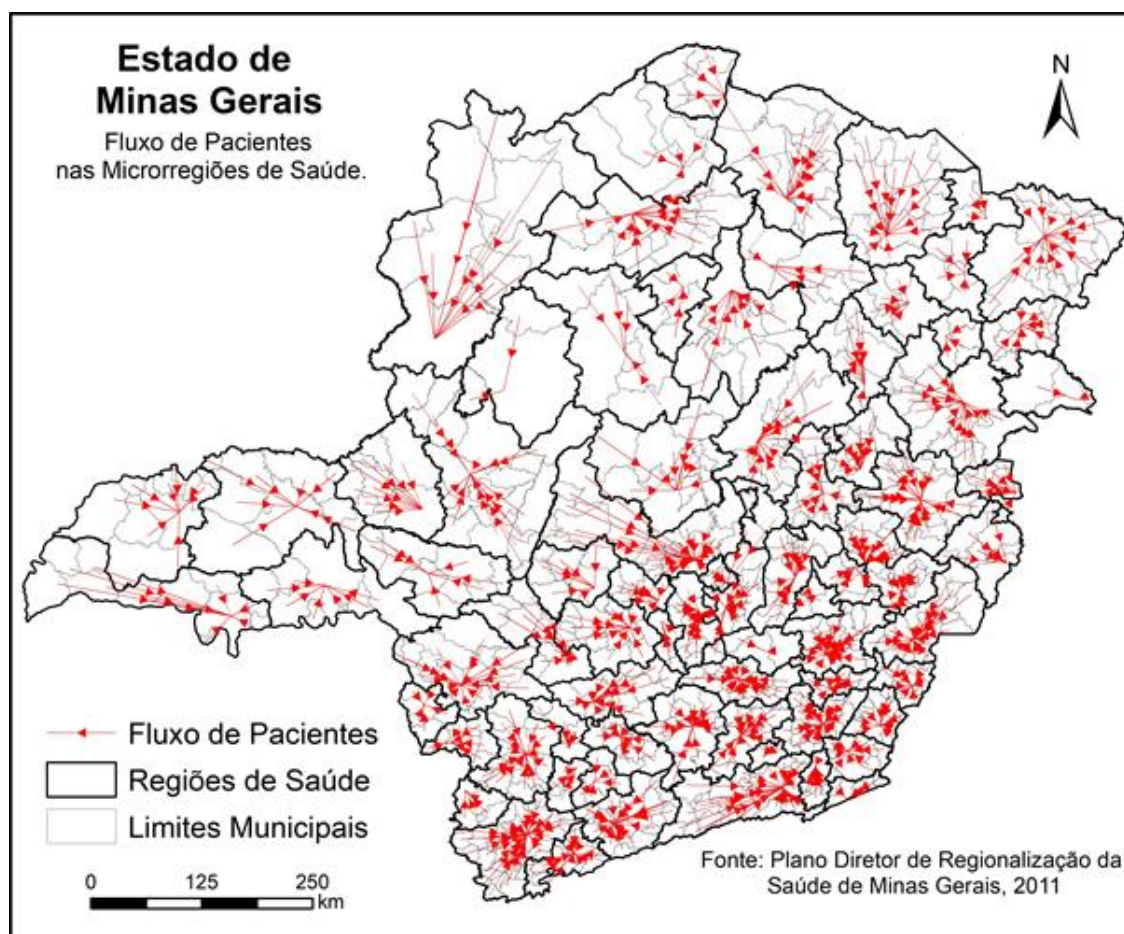 Estado de
Minas Gerais
Fluxo de Pacientes
nas Microrregiões de Saúde.
N
Fluxo de Pacientes
Regiões de Saúde
Limites Municipais
0 125 250
km
Fonte: Plano Diretor de Regionalização da
Saúde de Minas Gerais, 2011